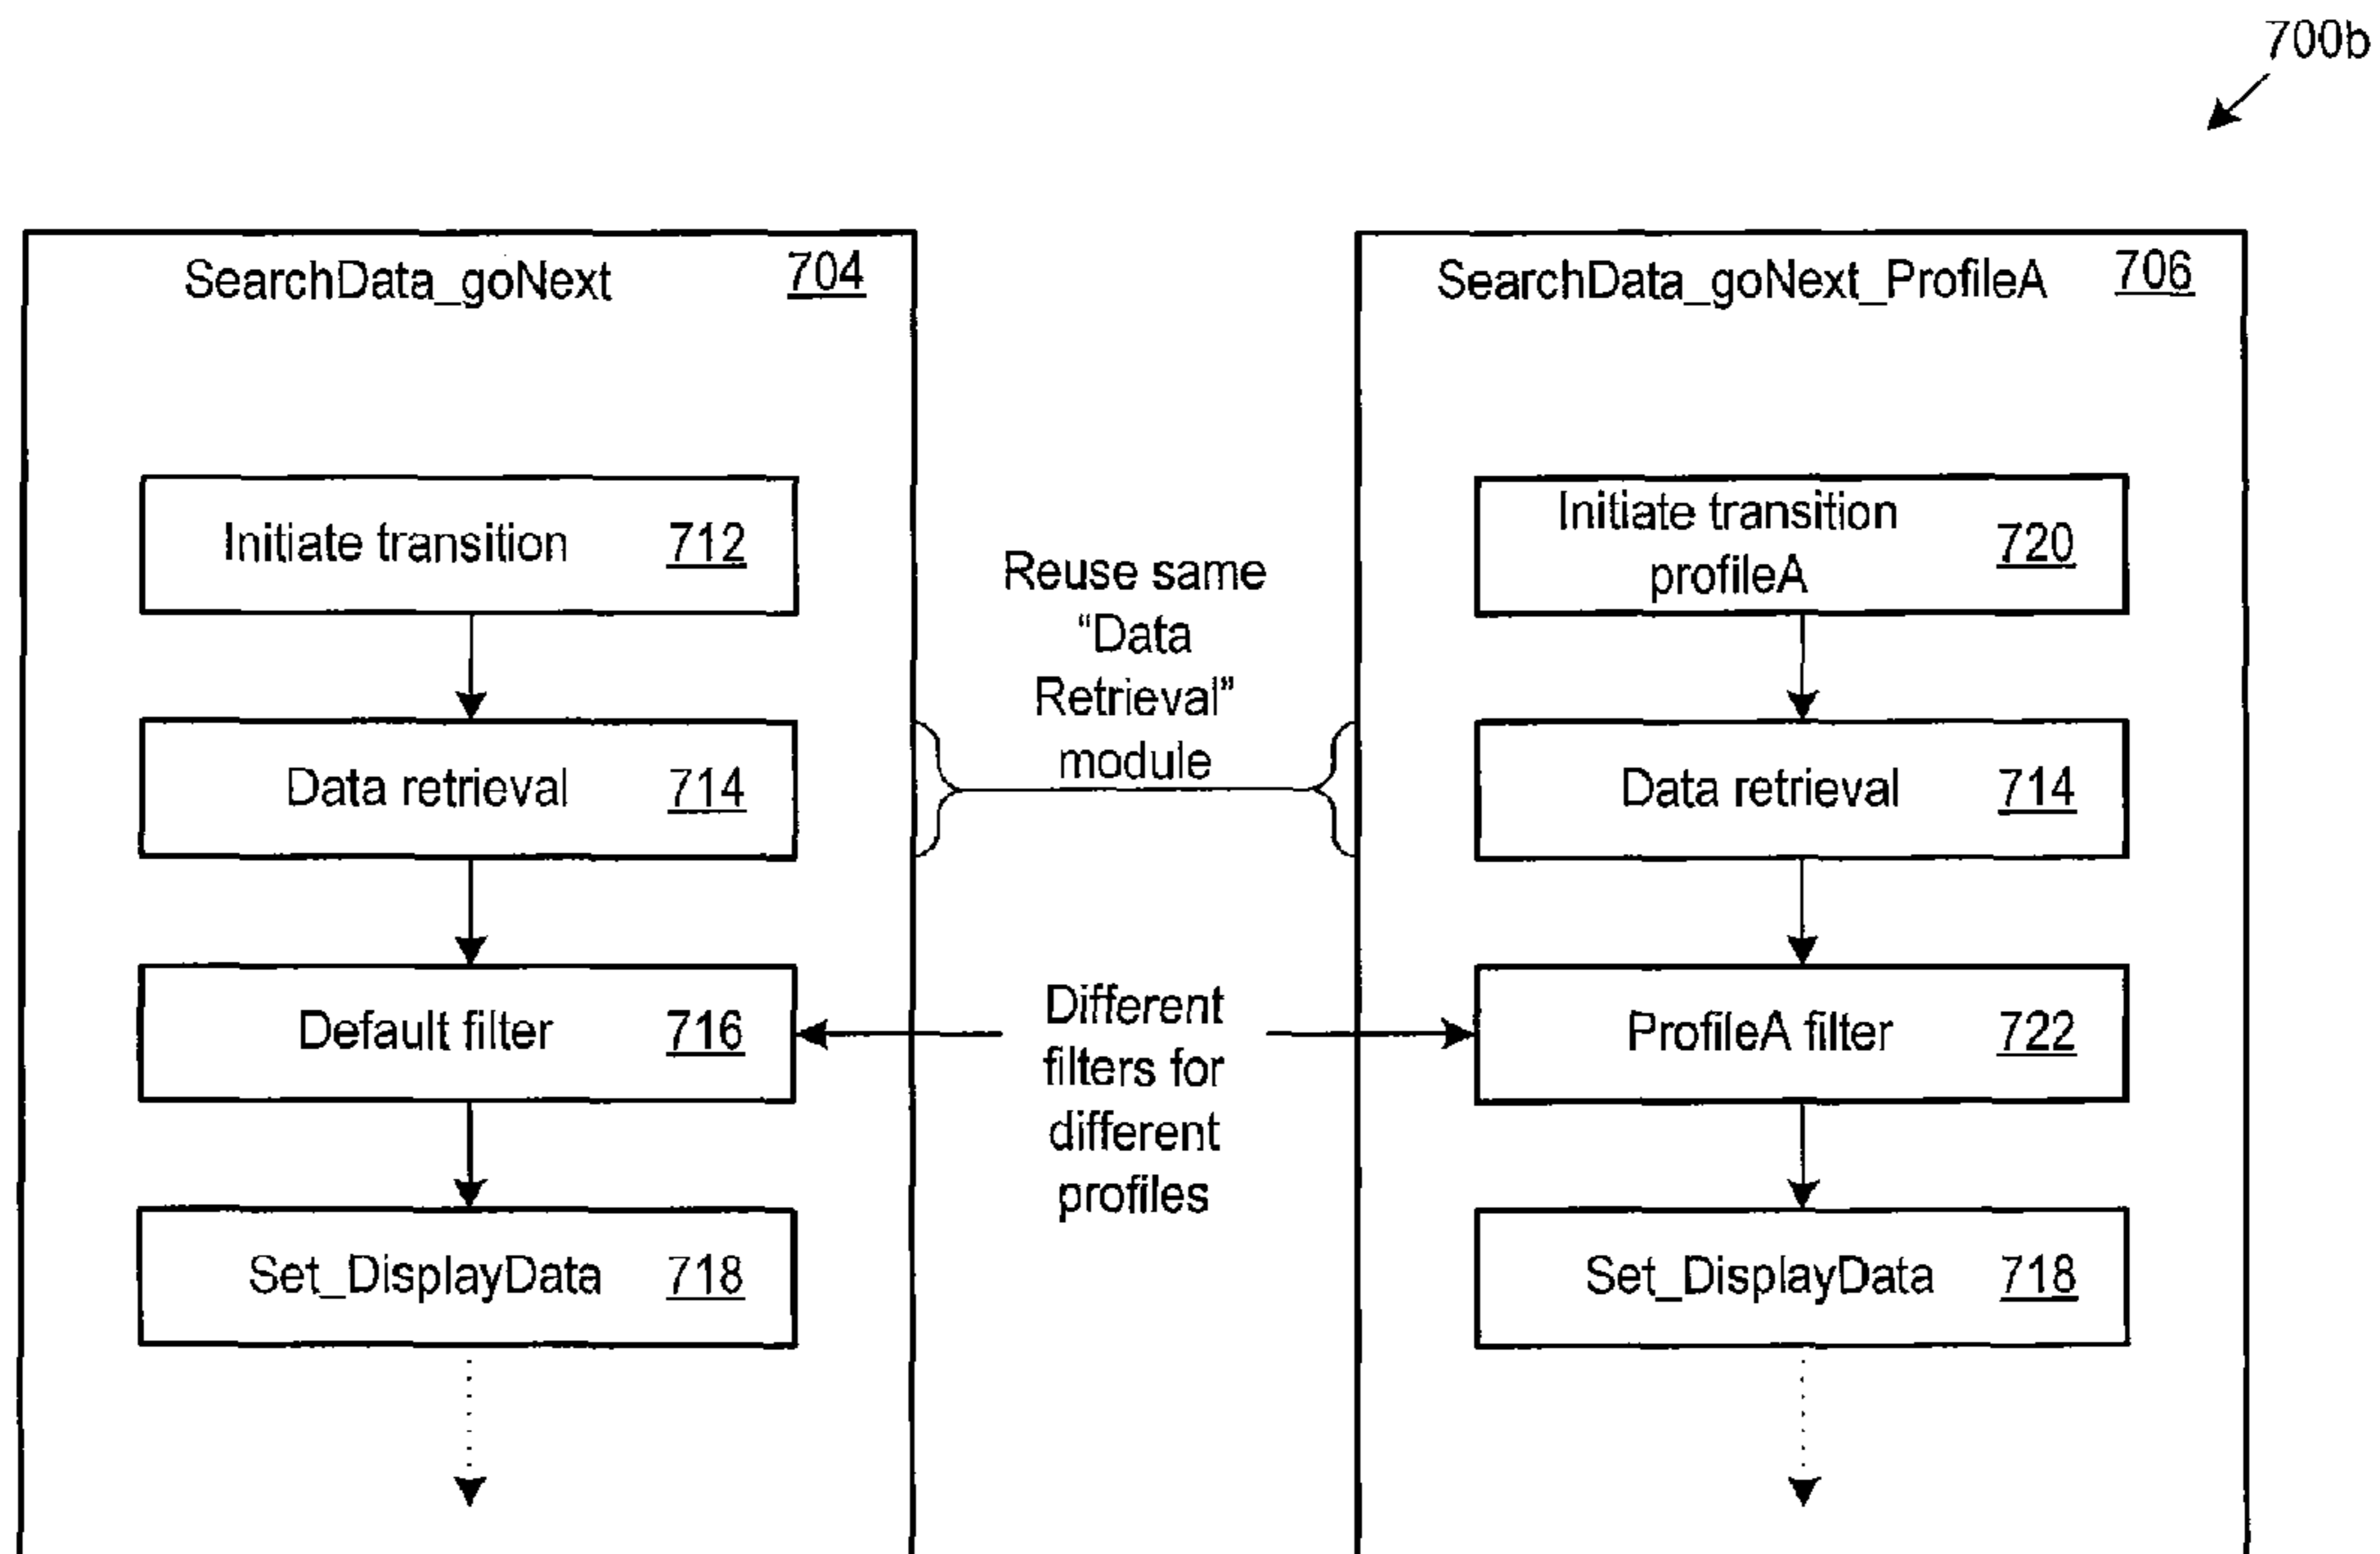 700b
SearchData_goNext 704
Initiate transition 712
Data retrieval 714
Default filter 716
Set_DisplayData 718
Reuse same
“Data
Retrieval”
module
Different
filters for
different
profiles
SearchData_goNext_ProfileA 706
Initiate transition
profileA 720
Data retrieval 714
ProfileA filter 722
Set_DisplayData 718